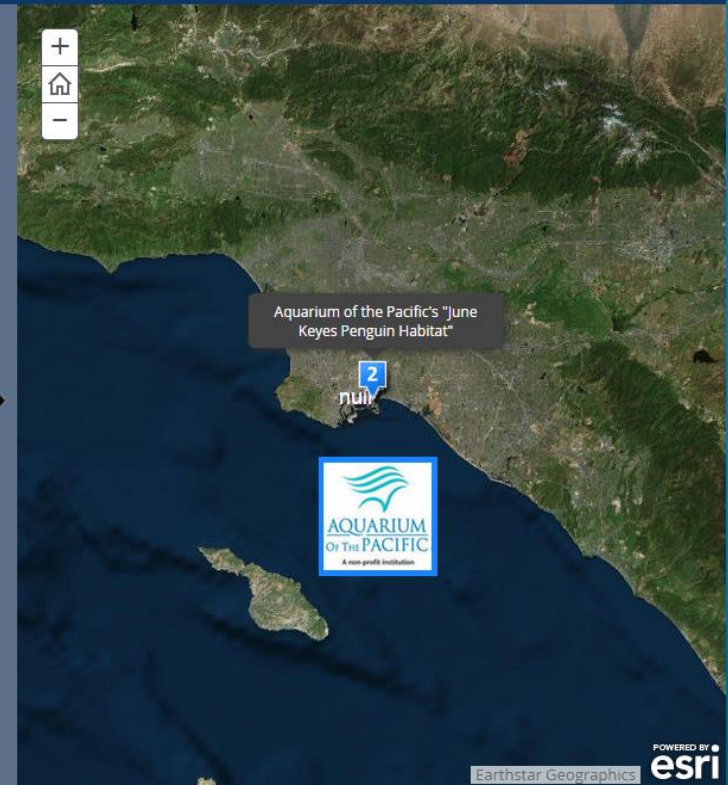 +
−
Aquarium of the Pacific's "June
Keyes Penguin Habitat"
2
nuir
AQUARIUM
OF THE PACIFIC
A non-profit institution
POWERED BY
esri
Earthstar Geographics